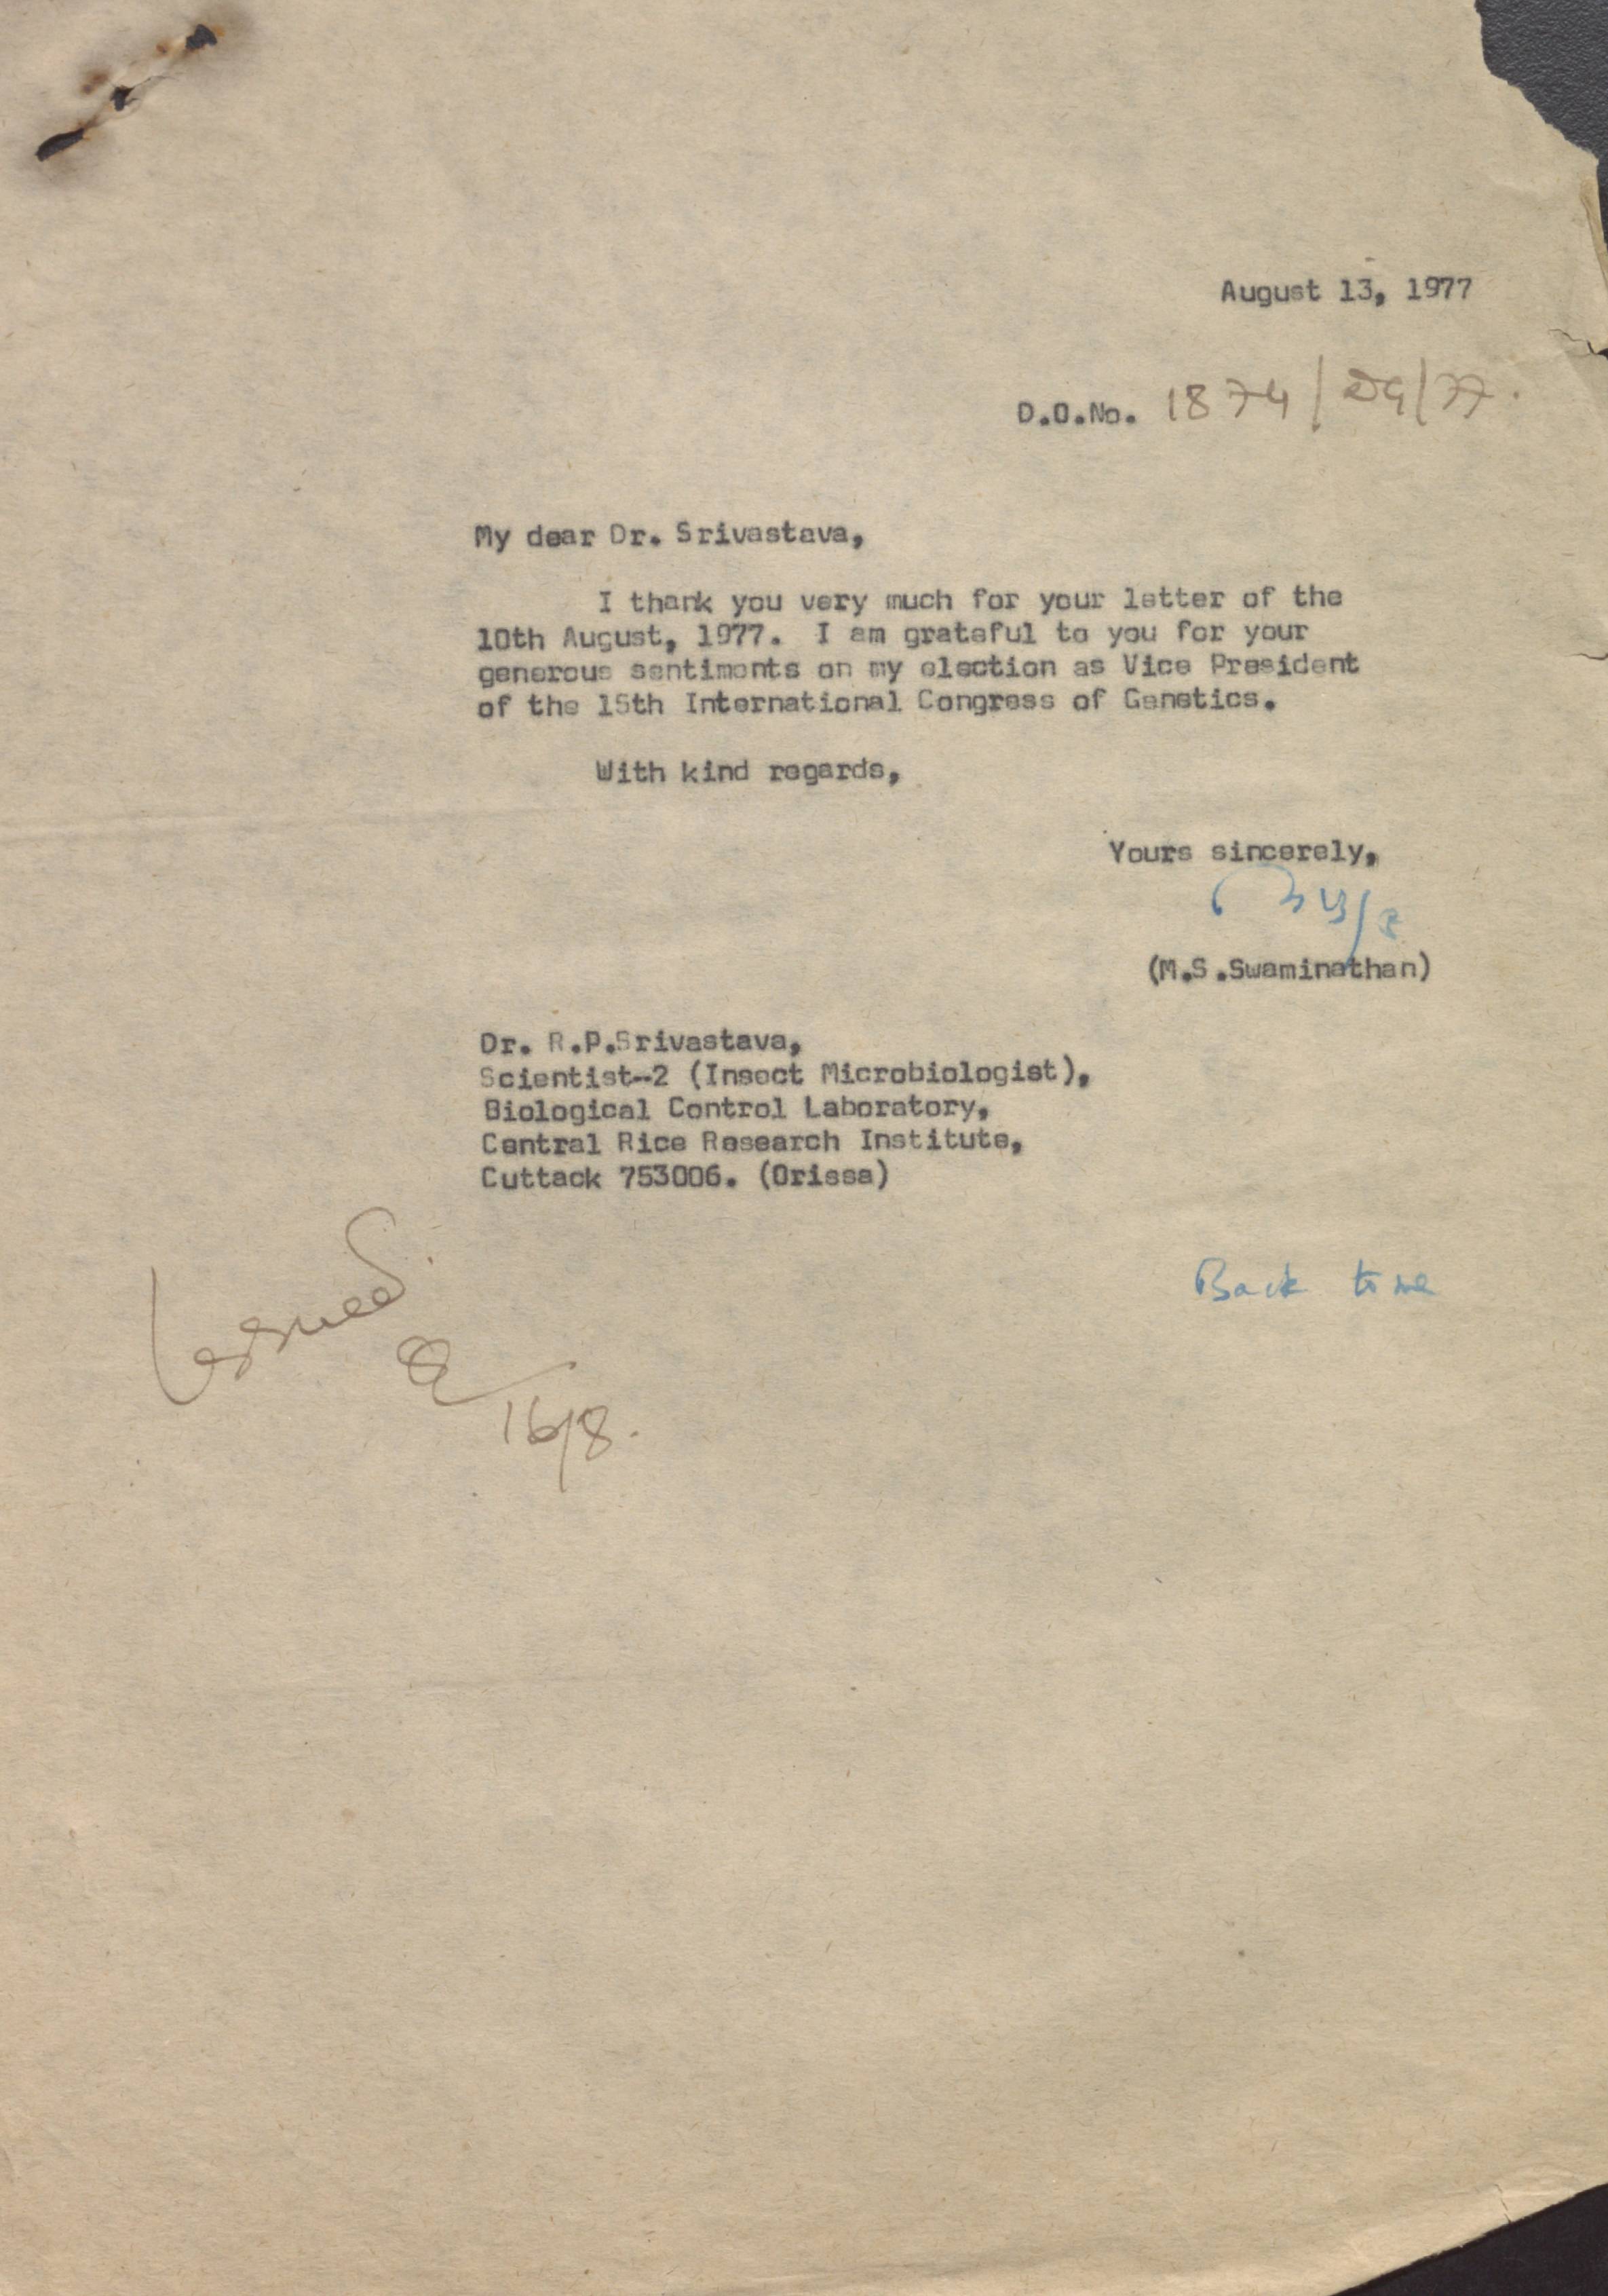 August 13, 1977
D.O.No. 1874/DG/77.
My dear Dr. Srivastava,
I thank you very much for your letter of the
10th August, 1977. I am grateful to you for your
generous sentiments on my election as Vice President
of the 15th International Congress of Genetics.
With kind regards,
Yours sincerely,
(M.S.Swaminathan)
Dr. R.P.Srivastava,
Scientist-2 (Insect Microbiologist),
Biological Control Laboratory,
Central Rice Research Institute,
Cuttack 753006. (Orissa)
Back to me
Issued.
16/8.